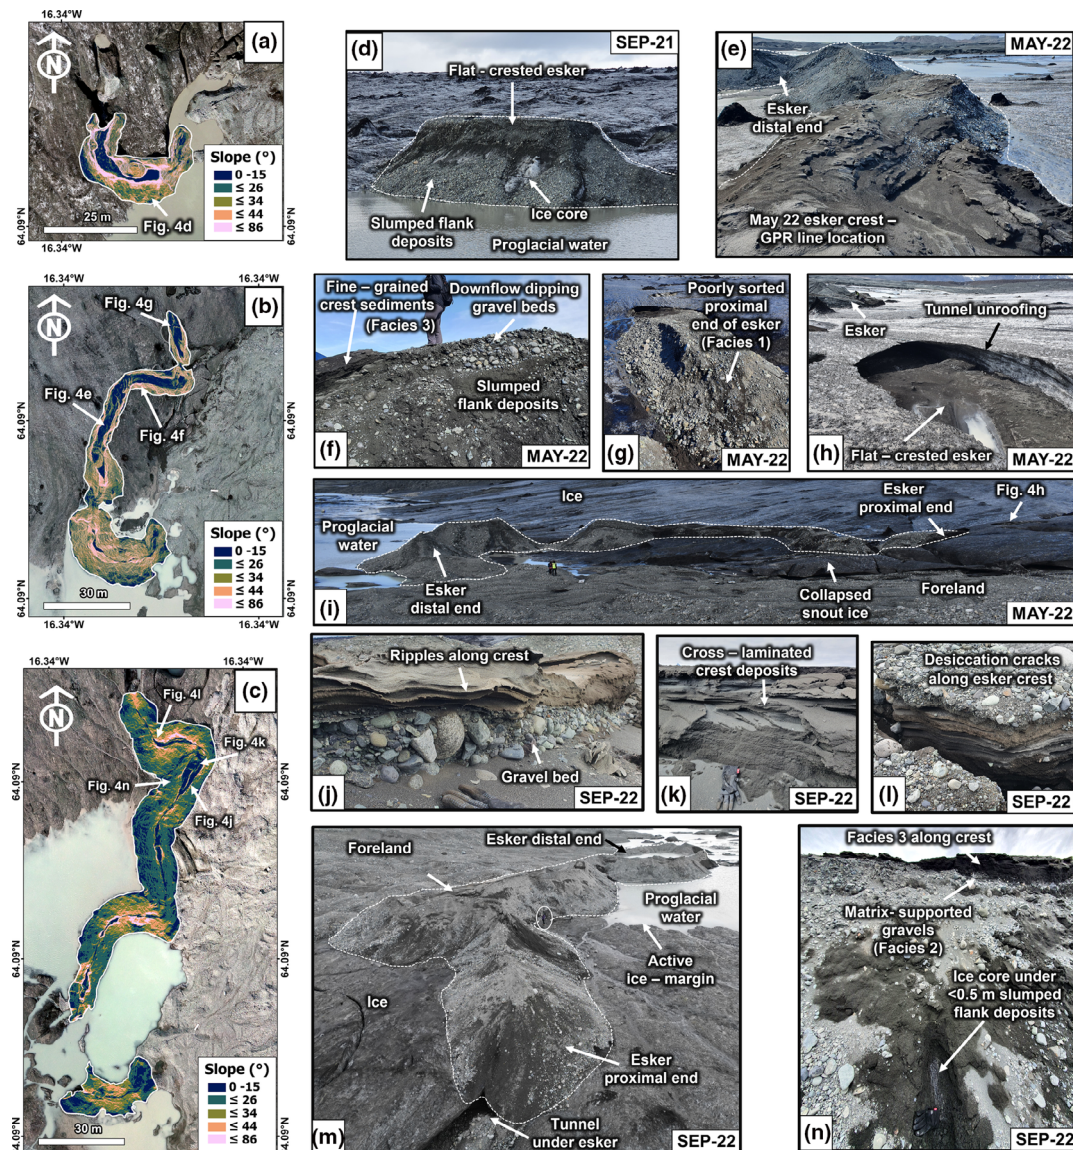 16.34°W
(a)
N
Slope (°)
0 -15
≤ 26
≤ 34
≤ 44
≤ 86
25 m
Fig. 4d
64.09°N
64.09°N
16.34°W
16.34°W
(b)
N
Fig. 4g
Fig. 4e
Fig. 4f
Slope (°)
0 -15
≤ 26
≤ 34
≤ 44
≤ 86
30 m
64.09°N
64.09°N
64.09°N
64.09°N
16.34°W
16.34°W
16.34°W
16.34°W
(c)
N
Fig. 4l
Fig. 4k
Fig. 4n
Fig. 4j
Slope (°)
0 -15
≤ 26
≤ 34
≤ 44
≤ 86
30 m
64.09°N
64.09°N
64.09°N
64.09°N
64.09°N
64.09°N
(d)
SEP-21
Flat - crested esker
Slumped flank
deposits
Ice core
Proglacial water
(e)
MAY-22
Esker
distal end
May 22 esker crest –
GPR line location
Fine – grained
crest sediments
(Facies 3)
Downflow dipping
gravel beds
Slumped
flank deposits
(f)
MAY-22
Poorly sorted
proximal
end of esker
(Facies 1)
(g)
MAY-22
Esker
Tunnel unroofing
Flat – crested esker
(h)
MAY-22
Ice
Proglacial
water
Esker
proximal end
Fig. 4h
Esker
distal end
Collapsed
snout ice
Foreland
(i)
MAY-22
Ripples along crest
Gravel bed
(j)
SEP-22
Cross – laminated
crest deposits
(k)
SEP-22
Desiccation cracks
along esker crest
(l)
SEP-22
Foreland
Esker distal end
Proglacial
water
Active
ice – margin
Ice
Esker
proximal end
Tunnel
under esker
(m)
SEP-22
Facies 3 along crest
Matrix- supported
gravels
(Facies 2)
Ice core under
<0.5 m slumped
flank deposits
(n)
SEP-22